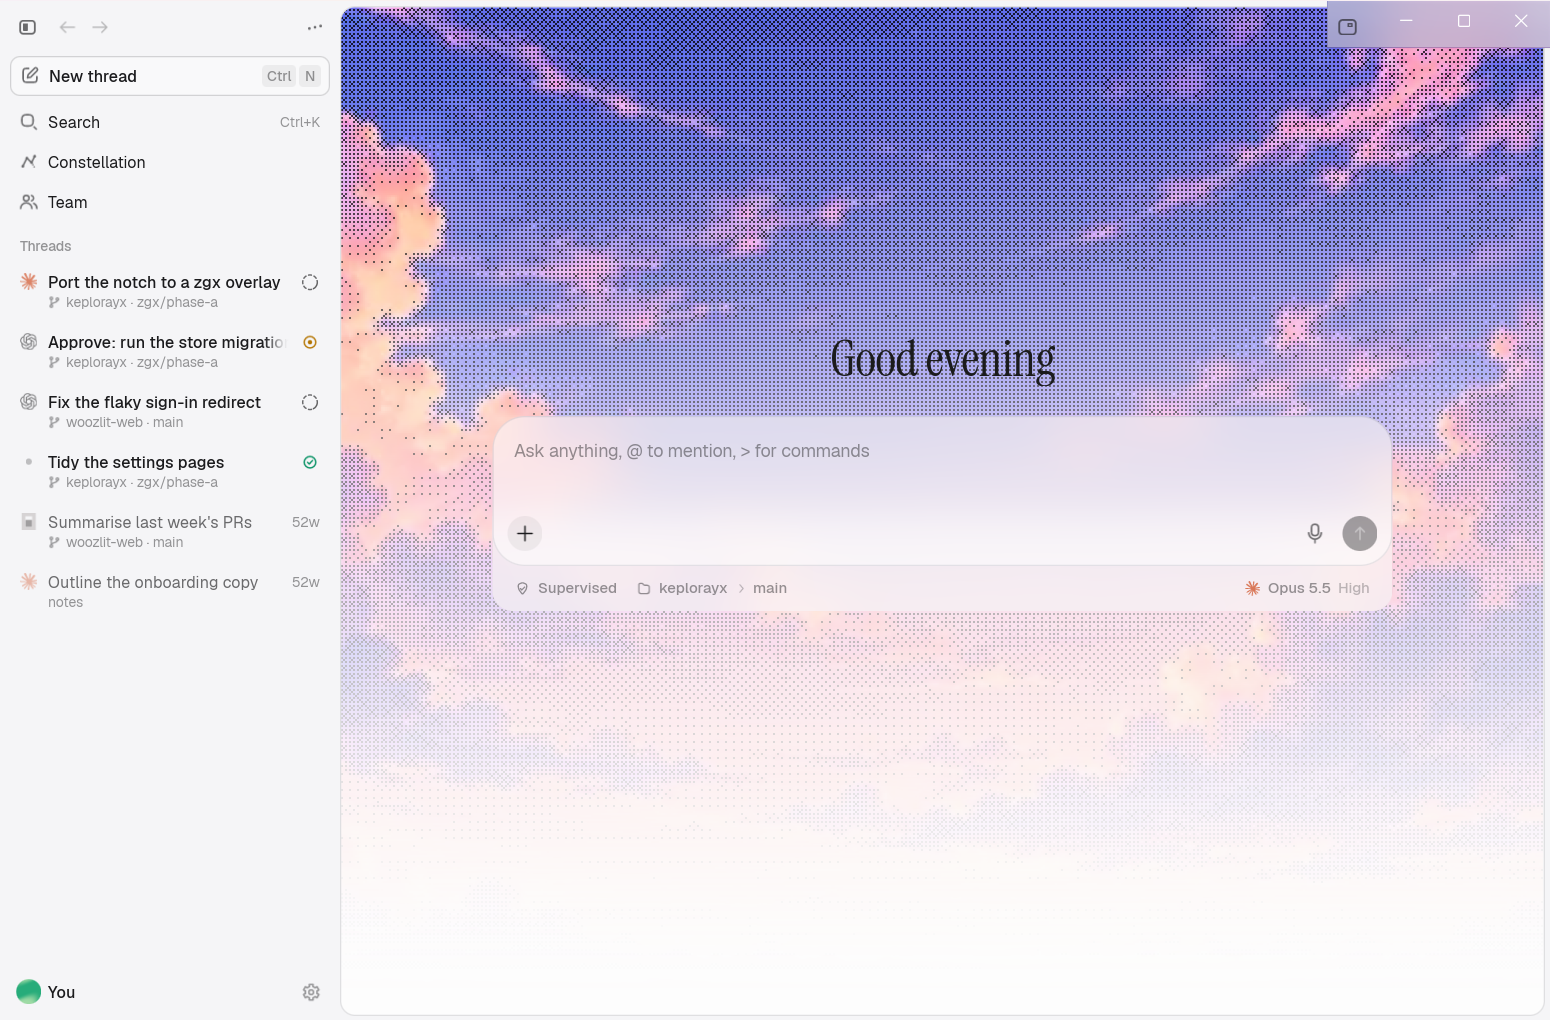 New thread
Ctrl N
Search
Ctrl+K
Constellation
Team
Threads
Port the notch to a zgx overlay
keplorayx · zgx/phase-a
Approve: run the store migration
keplorayx · zgx/phase-a
Fix the flaky sign-in redirect
woozlit-web · main
Tidy the settings pages
keplorayx · zgx/phase-a
Summarise last week's PRs
52w
woozlit-web · main
Outline the onboarding copy
52w
notes
You
Good evening
Ask anything, @ to mention, > for commands
Supervised
keplorayx > main
Opus 5.5 High